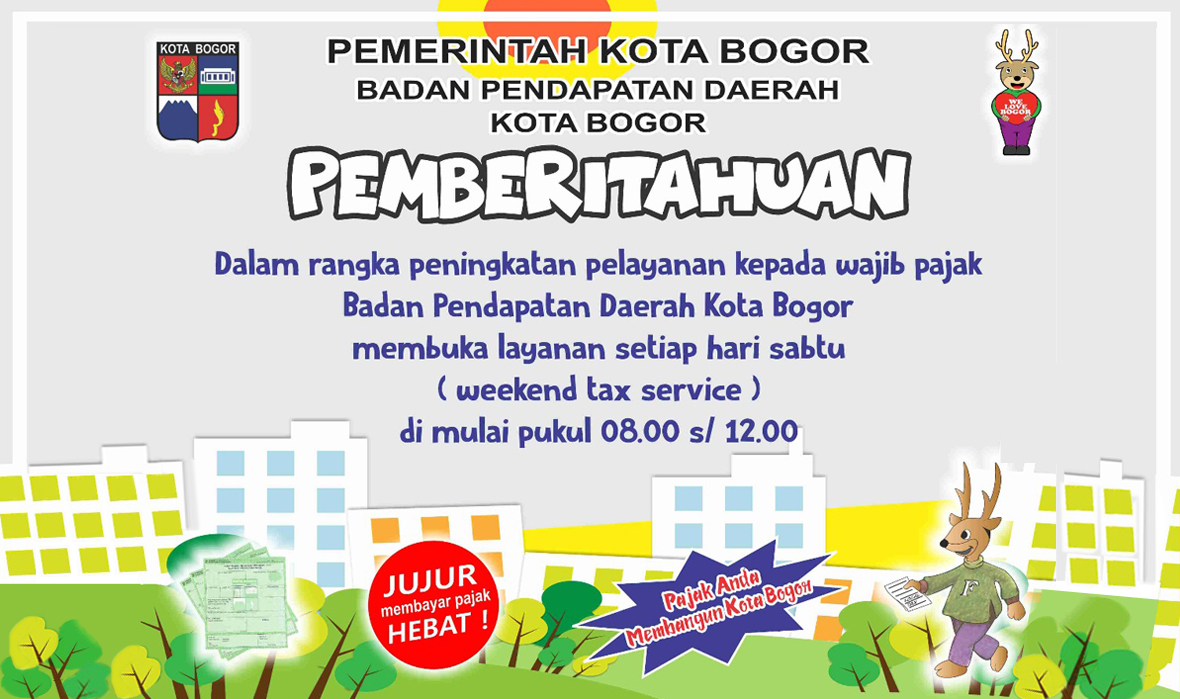 KOTA BOGOR
PEMERINTAH KOTA BOGOR
BADAN PENDAPATAN DAERAH
KOTA BOGOR
WE
LOVE
BOGOR
PEMBERITAHUAN
Dalam rangka peningkatan pelayanan kepada wajib pajak
Badan Pendapatan Daerah Kota Bogor
membuka layanan setiap hari sabtu
( weekend tax service )
di mulai pukul 08.00 s/ 12.00
JUJUR
membayar pajak
HEBAT !
Pajak Anda
Membangun Kota Bogor
F